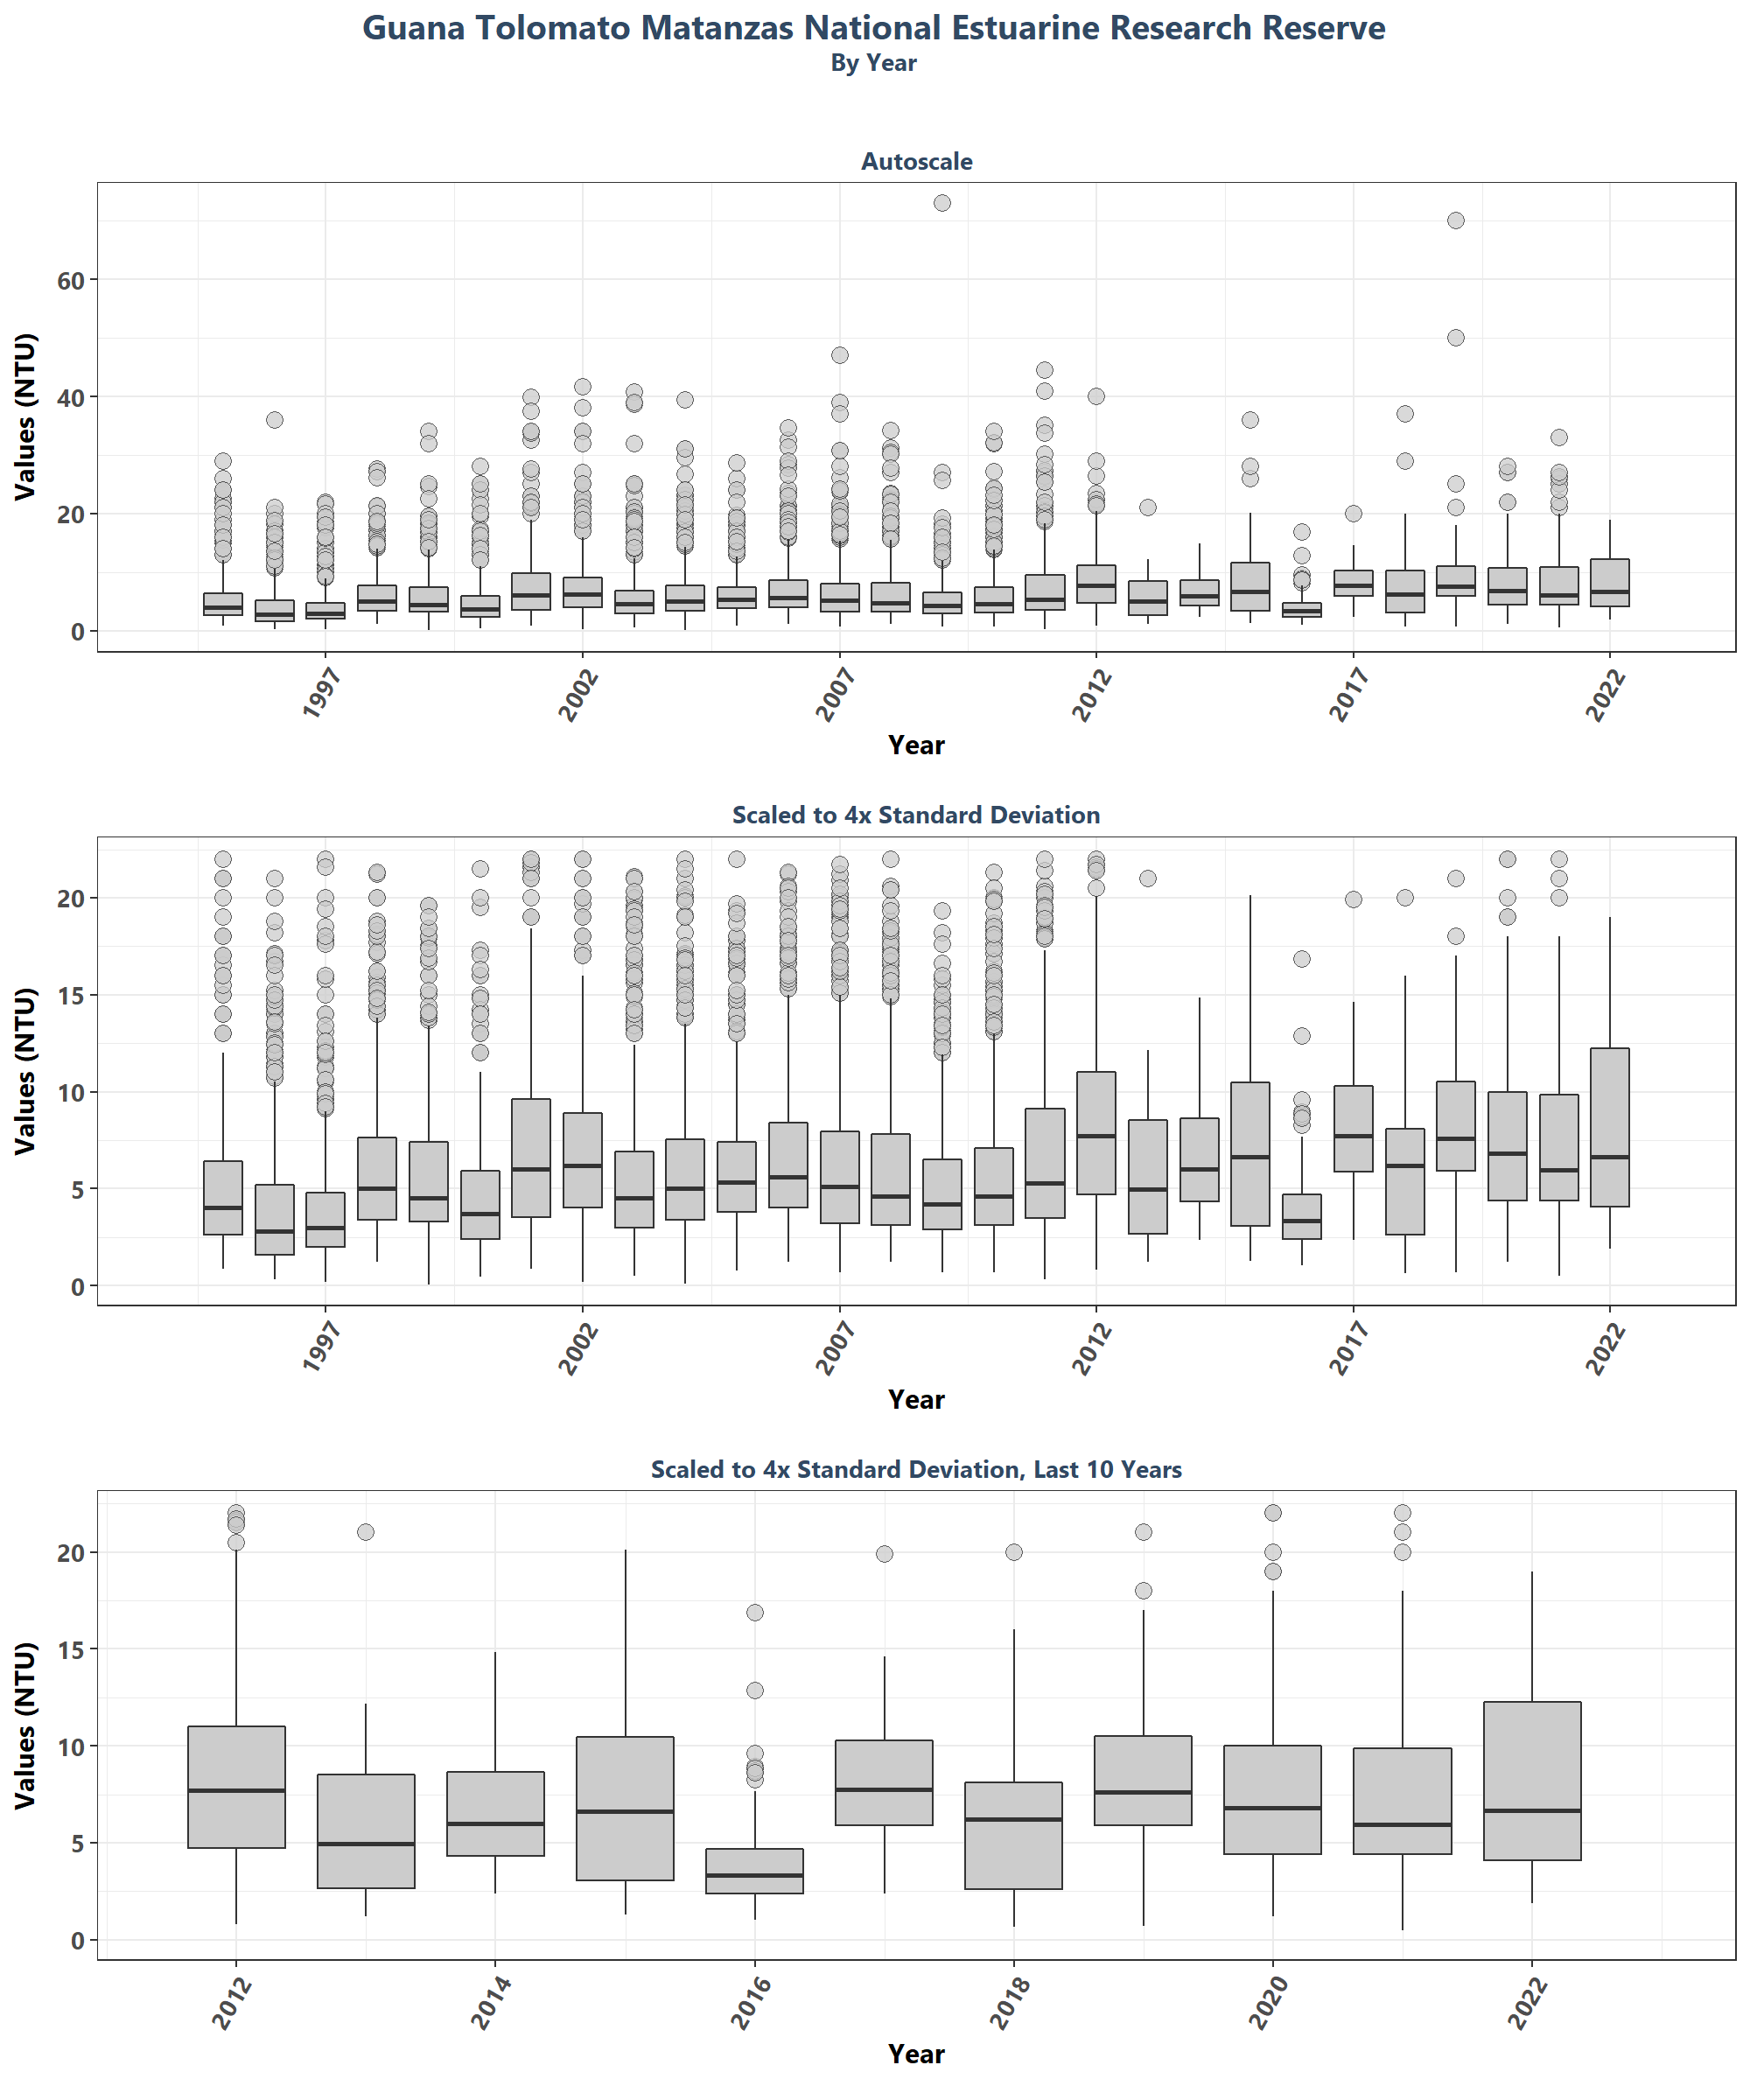 Guana Tolomato Matanzas National Estuarine Research Reserve
By Year
Autoscale
Values (NTU)
60
40
20
0
1997 2002 2007 2012 2017 2022
Year
Scaled to 4x Standard Deviation
Values (NTU)
20
15
10
5
0
1997 2002 2007 2012 2017 2022
Year
Scaled to 4x Standard Deviation, Last 10 Years
Values (NTU)
20
15
10
5
0
2012 2014 2016 2018 2020 2022
Year